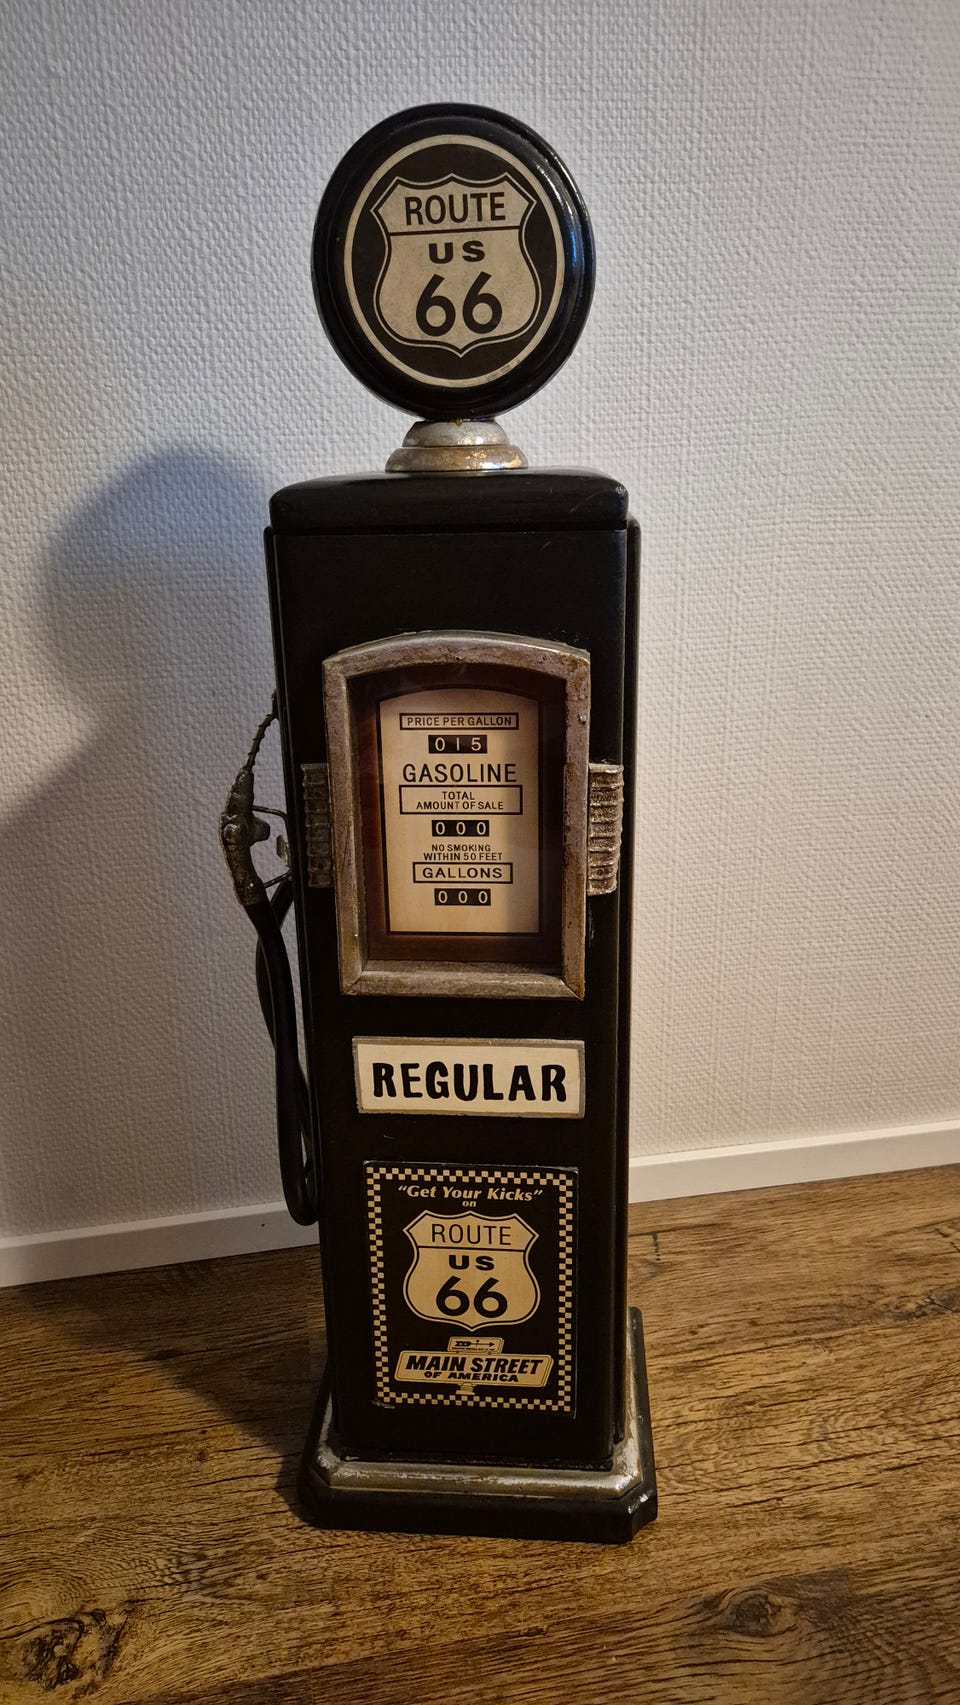 ROUTE
US
66
PRICE PER GALLON
015
GASOLINE
TOTAL
AMOUNT OF SALE
000
NO SMOKING
WITHIN 50 FEET
GALLONS
000
REGULAR
"Get Your Kicks"
on
ROUTE
US
66
MAIN STREET
OF AMERICA